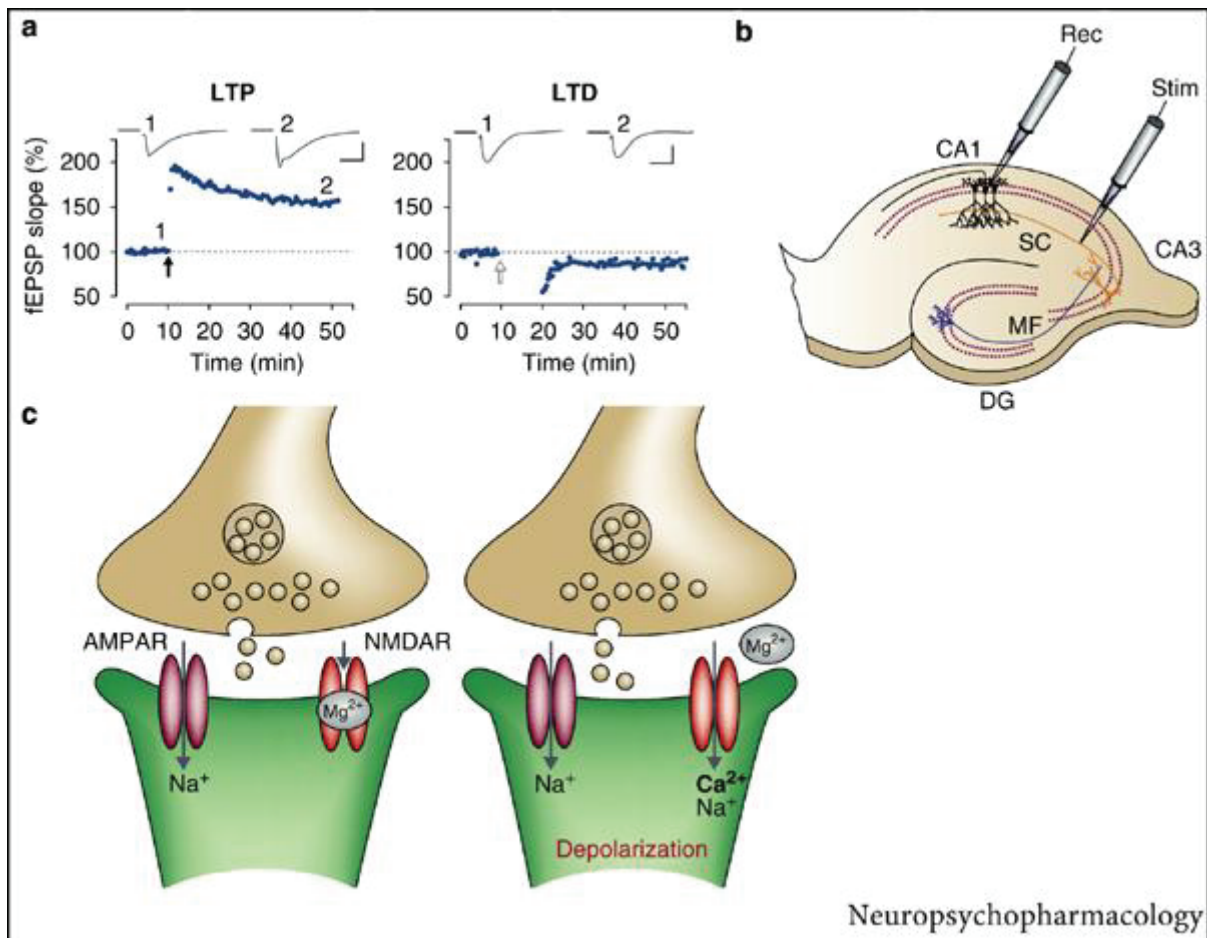 a
LTP
LTD
1
2
1
2
fEPSP slope (%)
200
150
100
50
1
2
200
150
100
50
0 10 20 30 40 50
0 10 20 30 40 50
Time (min)
Time (min)
b
Rec
Stim
CA1
SC
CA3
MF
DG
c
AMPAR
NMDAR
Mg²⁺
Na⁺
Mg²⁺
Na⁺
Ca²⁺
Na⁺
Depolarization
Neuropsychopharmacology